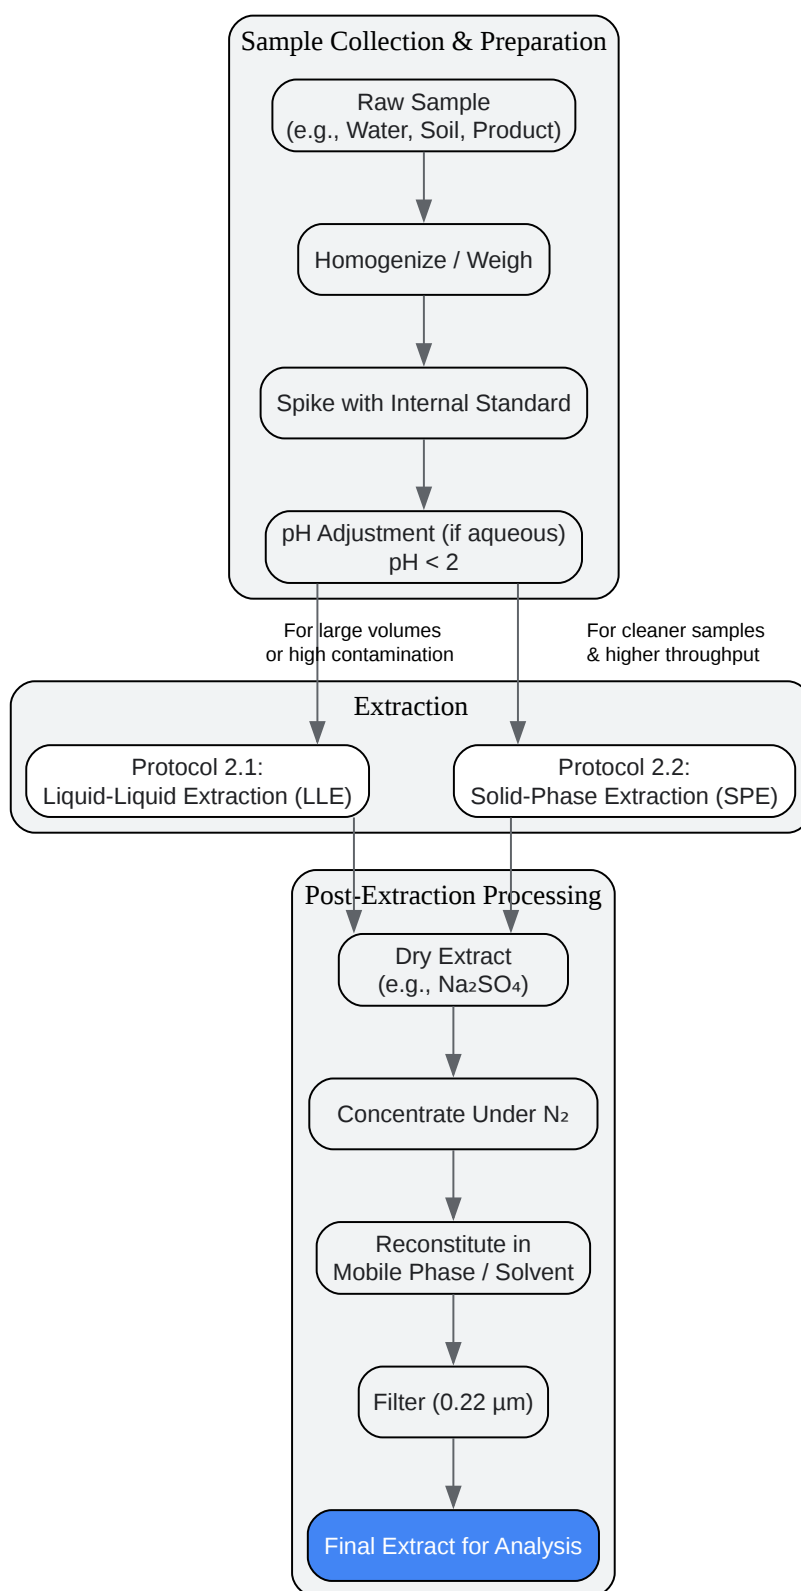 Sample Collection & Preparation
Raw Sample
(e.g., Water, Soil, Product)
Homogenize / Weigh
Spike with Internal Standard
pH Adjustment (if aqueous)
pH < 2
For large volumes
or high contamination
For cleaner samples
& higher throughput
Extraction
Protocol 2.1:
Liquid-Liquid Extraction (LLE)
Protocol 2.2:
Solid-Phase Extraction (SPE)
Post-Extraction Processing
Dry Extract
(e.g., Na₂SO₄)
Concentrate Under N₂
Reconstitute in
Mobile Phase / Solvent
Filter (0.22 µm)
Final Extract for Analysis